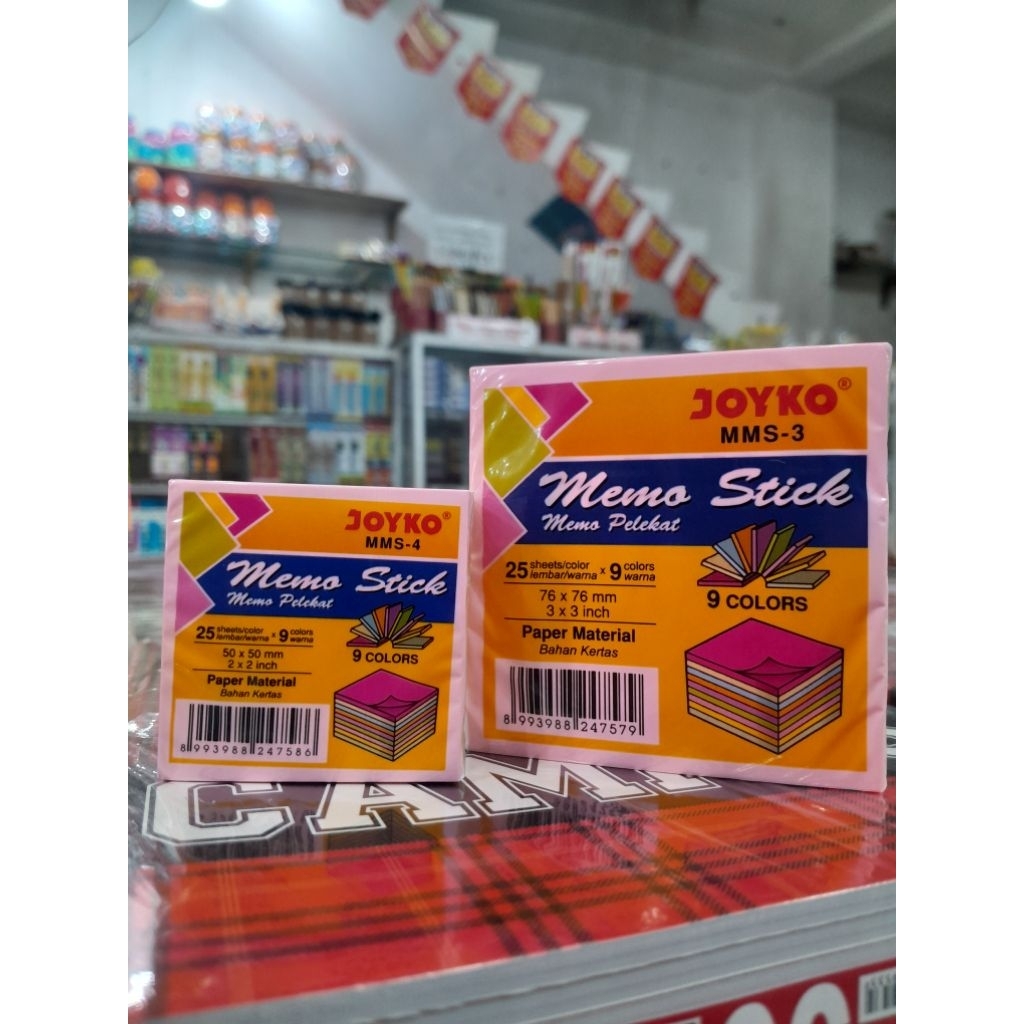 JOYKO®
MMS-4
Memo Stick
Memo Pelekat
25 sheets/color x 9 colors
lembar/warna warna
50 x 50 mm
2 x 2 inch
9 COLORS
Paper Material
Bahan Kertas
8 993988 247586
JOYKO®
MMS-3
Memo Stick
Memo Pelekat
25 sheets/color x 9 colors
lembar/warna warna
76 x 76 mm
3 x 3 inch
9 COLORS
Paper Material
Bahan Kertas
8 993988 247579
CAM